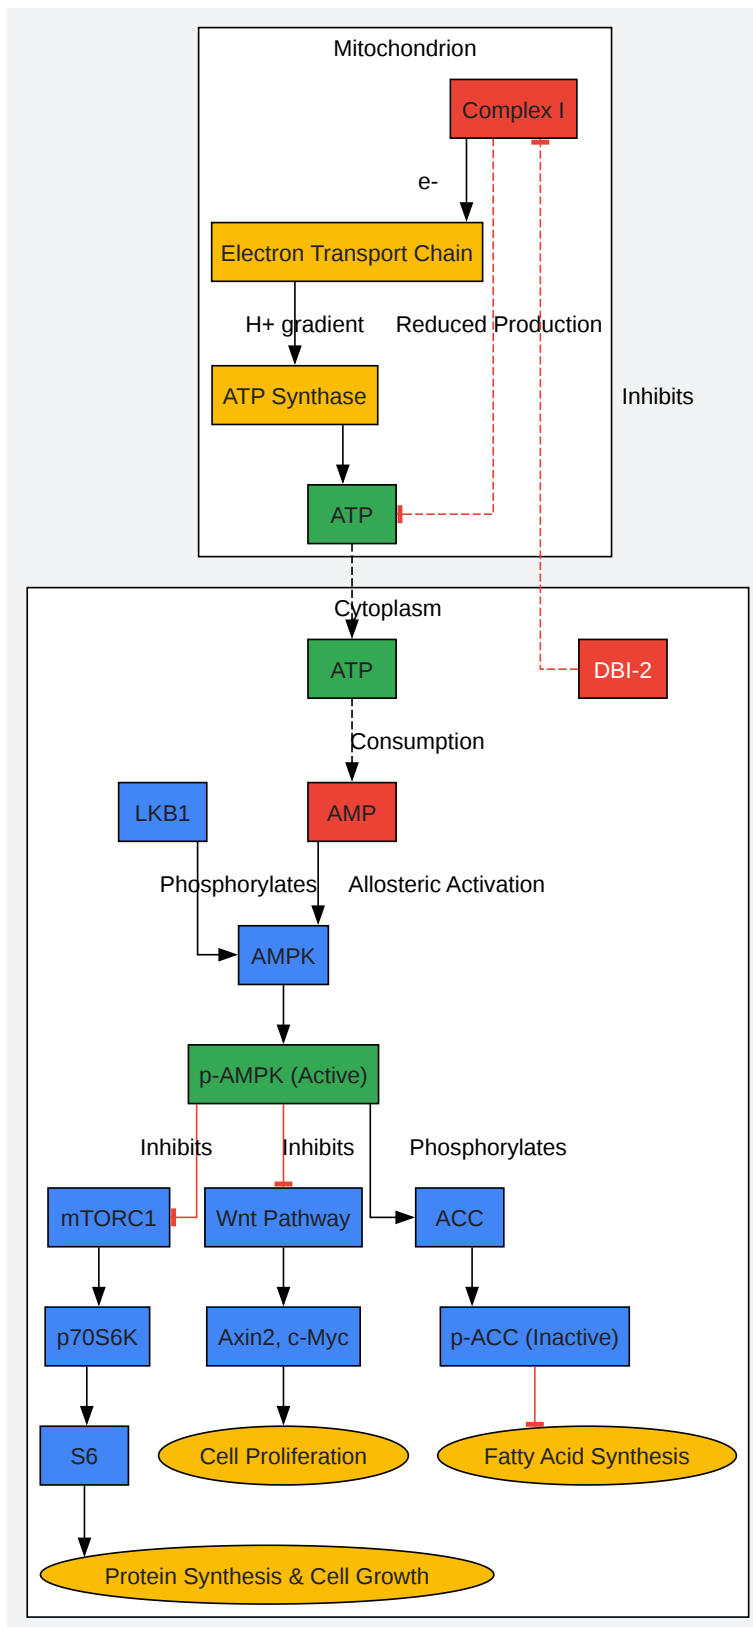 Mitochondrion
Complex I
e-
Electron Transport Chain
H+ gradient
Reduced Production
ATP Synthase
Inhibits
ATP
Cytoplasm
ATP
DBI-2
Consumption
LKB1
AMP
Phosphorylates
Allosteric Activation
AMPK
p-AMPK (Active)
Inhibits
Inhibits
Phosphorylates
mTORC1
Wnt Pathway
ACC
p70S6K
Axin2, c-Myc
p-ACC (Inactive)
S6
Cell Proliferation
Fatty Acid Synthesis
Protein Synthesis & Cell Growth